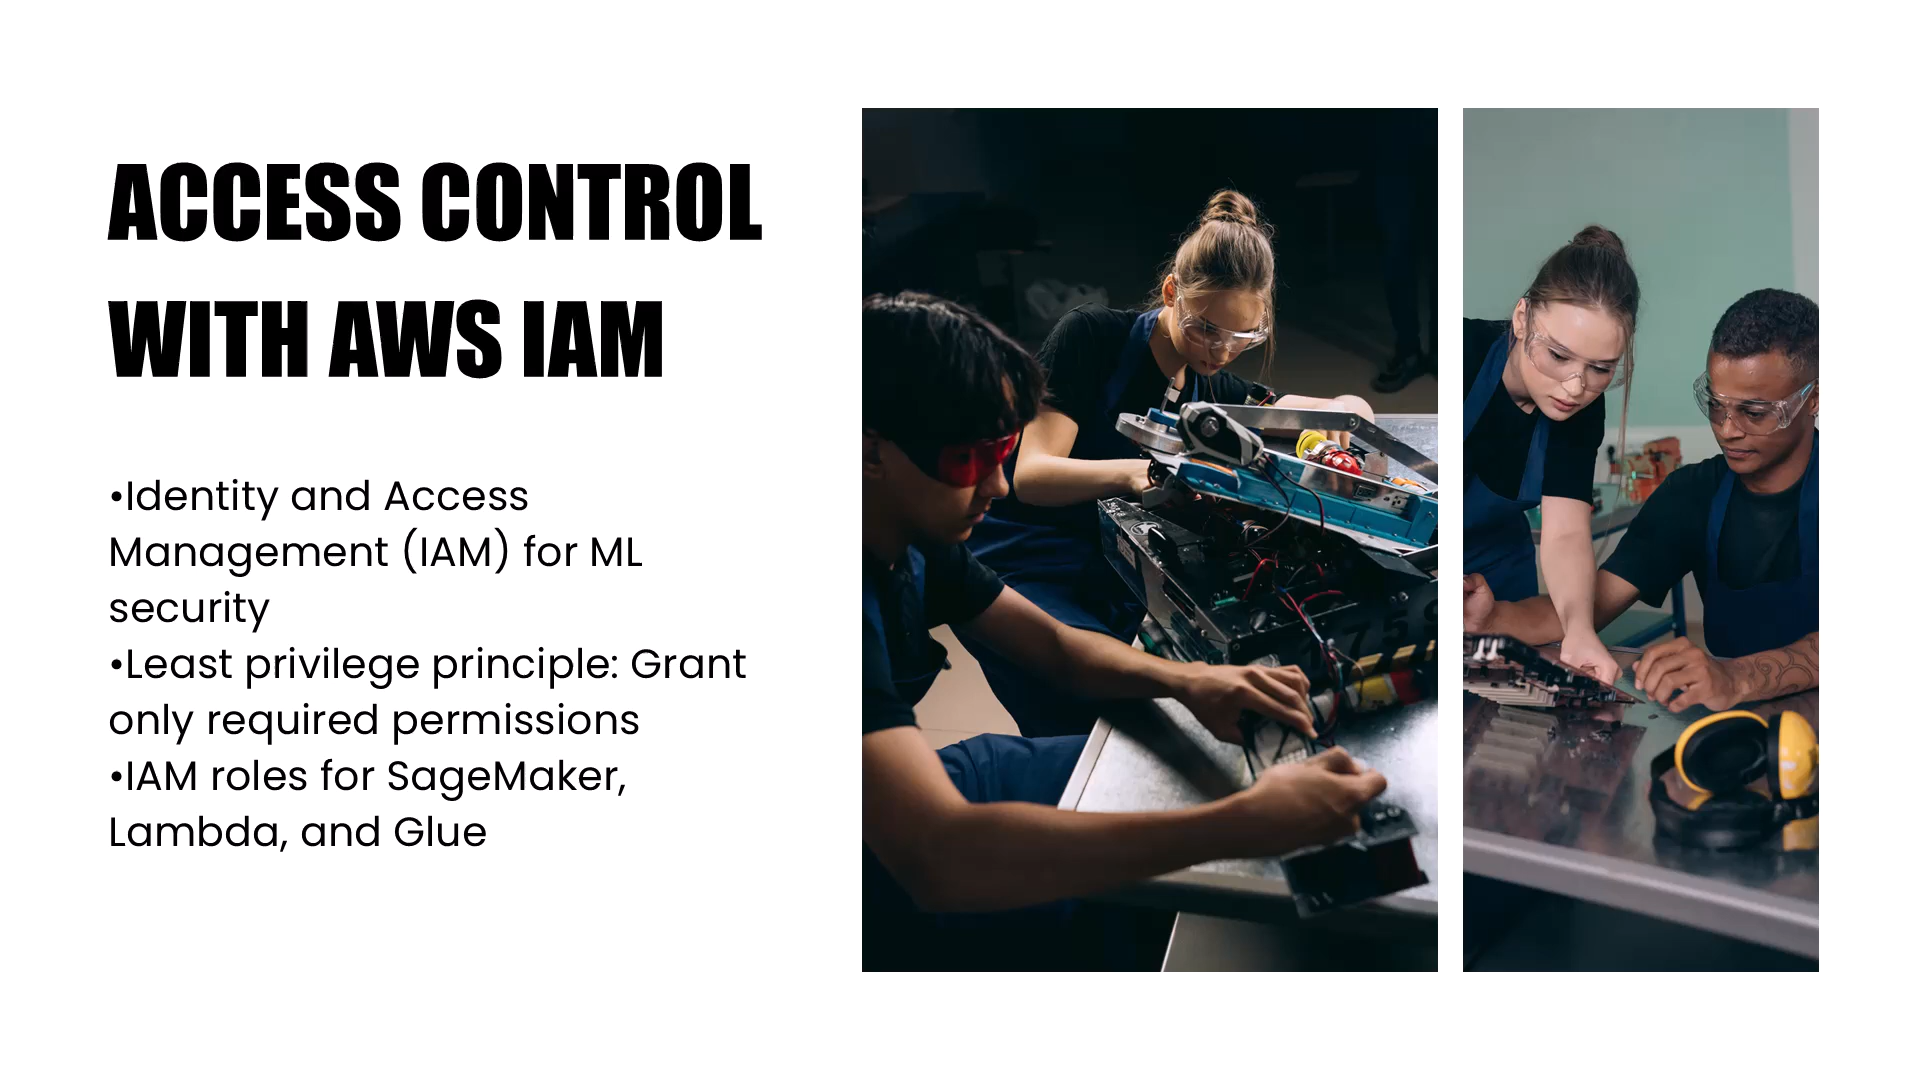 ACCESS CONTROL
WITH AWS IAM
•Identity and Access
Management (IAM) for ML
security
•Least privilege principle: Grant
only required permissions
•IAM roles for SageMaker,
Lambda, and Glue